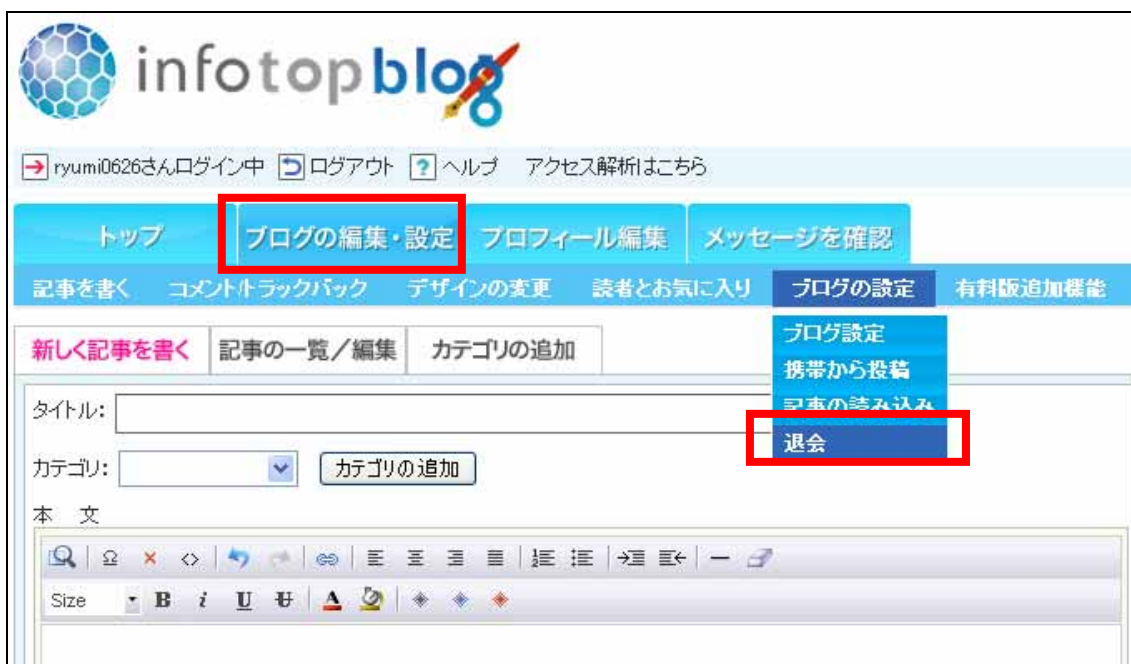 infotopblog
ryumi0626さんログイン中 ログアウト ? ヘルプ アクセス解析はこちら
トップ ブログの編集・設定 プロフィール編集 メッセージを確認
記事を書く コメント/トラックバック デザインの変更 読者とお気に入り ブログの設定 有料版追加機能
新しく記事を書く 記事の一覧／編集 カテゴリの追加
ブログ設定
携帯から投稿
記事の読み込み
退会
タイトル:
カテゴリ: カテゴリの追加
本 文
Size B i U U A